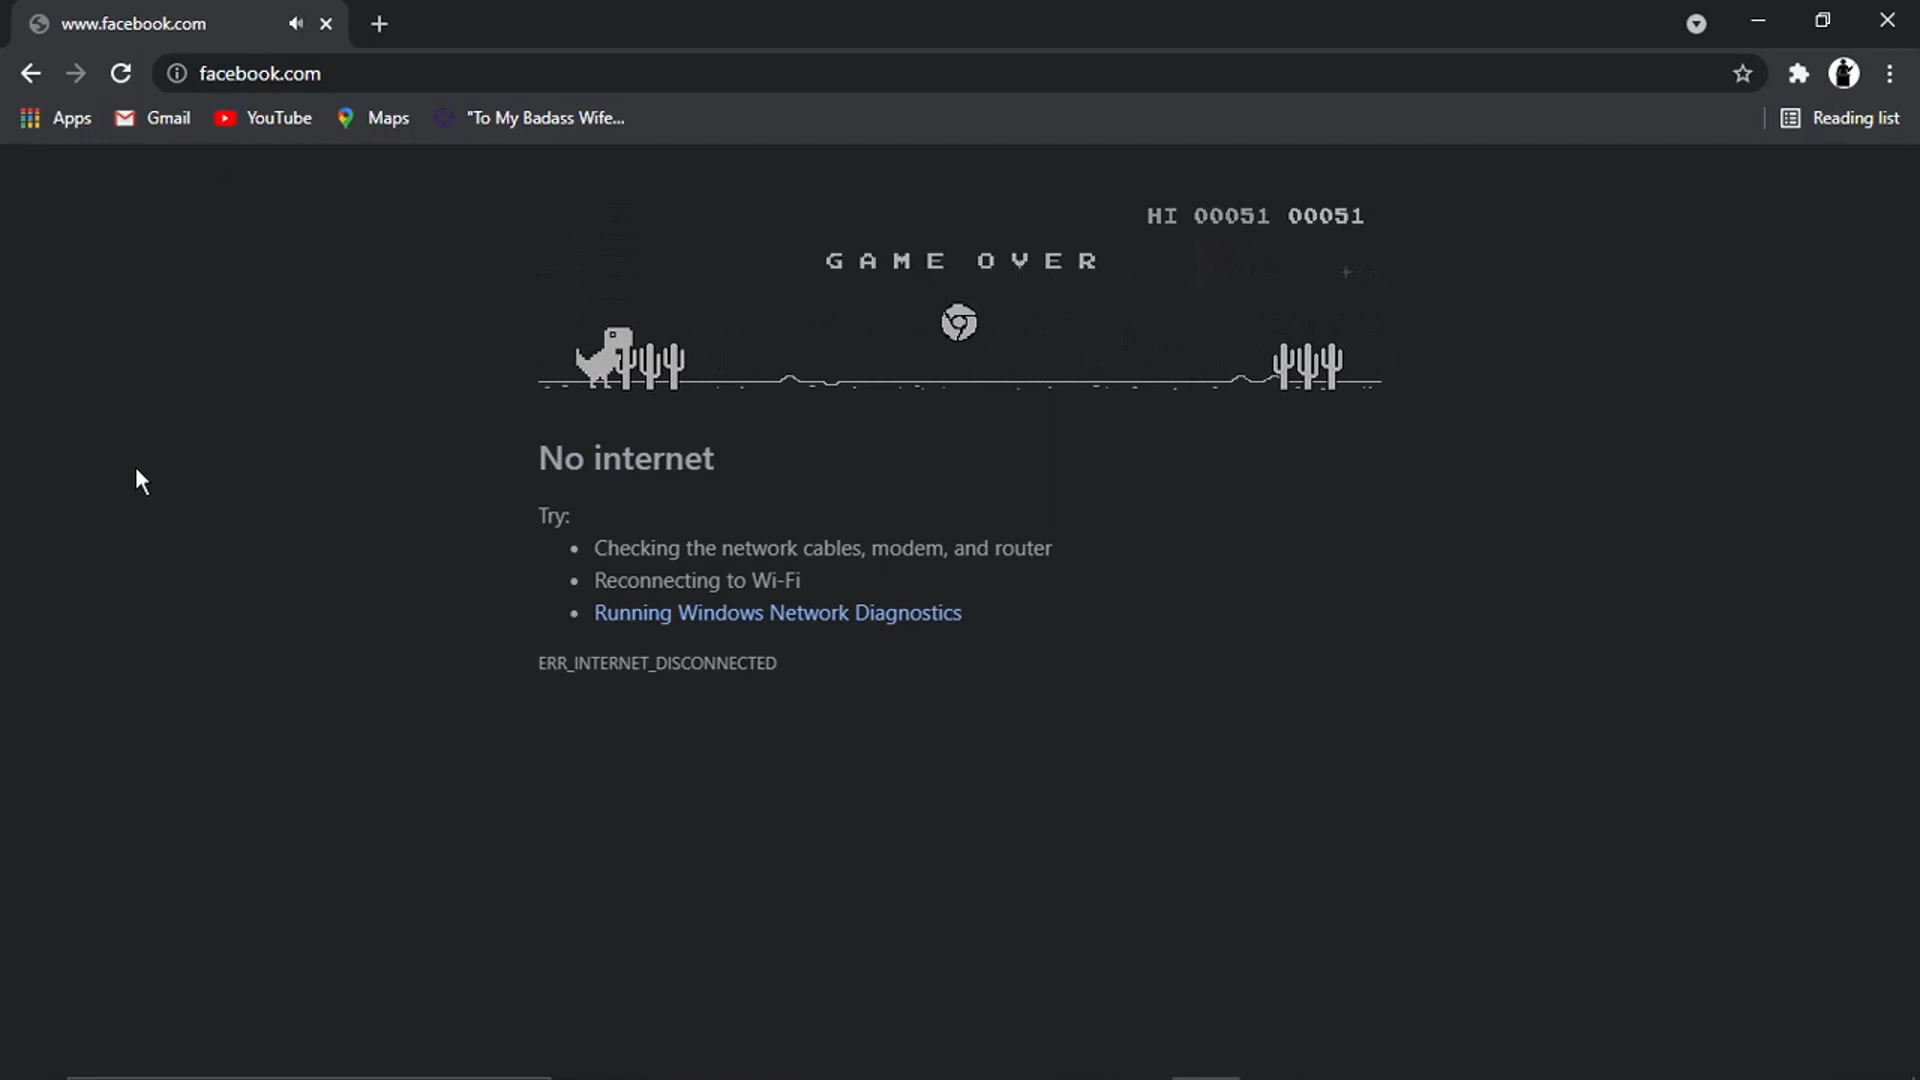 www.facebook.com
facebook.com
Apps Gmail YouTube Maps "To My Badass Wife... Reading list
HI 00051 00051
GAME OVER
No internet
Try:
Checking the network cables, modem, and router
Reconnecting to Wi-Fi
Running Windows Network Diagnostics
ERR_INTERNET_DISCONNECTED